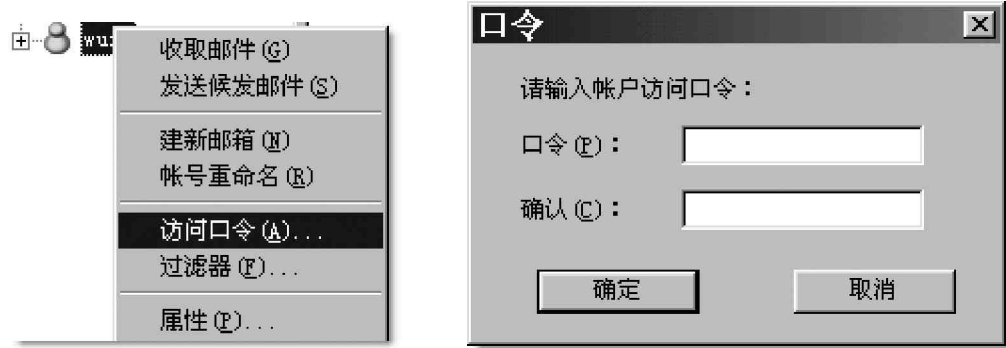 收取邮件(G)
发送候发邮件(S)
建新邮箱(N)
帐号重命名(R)
访问口令(A)...
过滤器(F)...
属性(P)...
口令
请输入帐户访问口令：
口令(P)：
确认(C)：
确定
取消